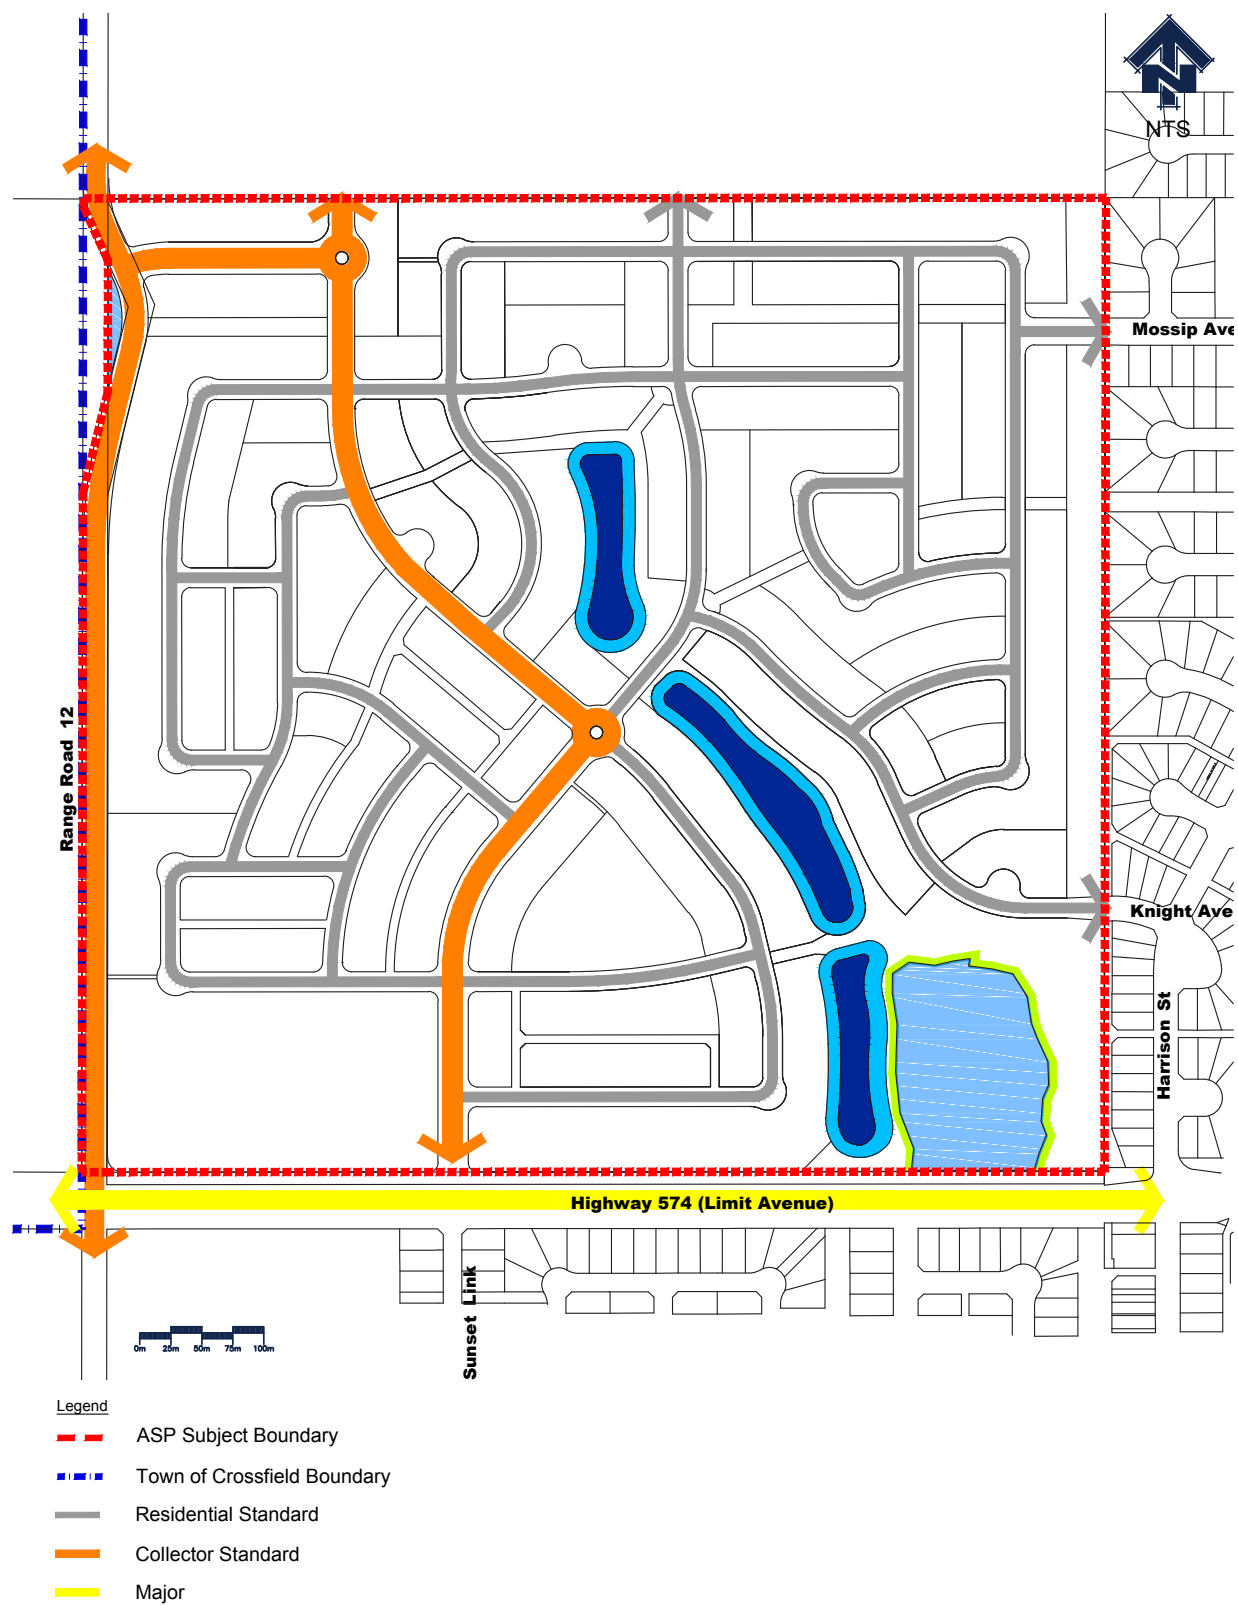 N
NTS
Mossip Ave
Range Road 12
Knight Ave
Harrison St
Highway 574 (Limit Avenue)
Sunset Link
0m 25m 50m 75m 100m
Legend
ASP Subject Boundary
Town of Crossfield Boundary
Residential Standard
Collector Standard
Major